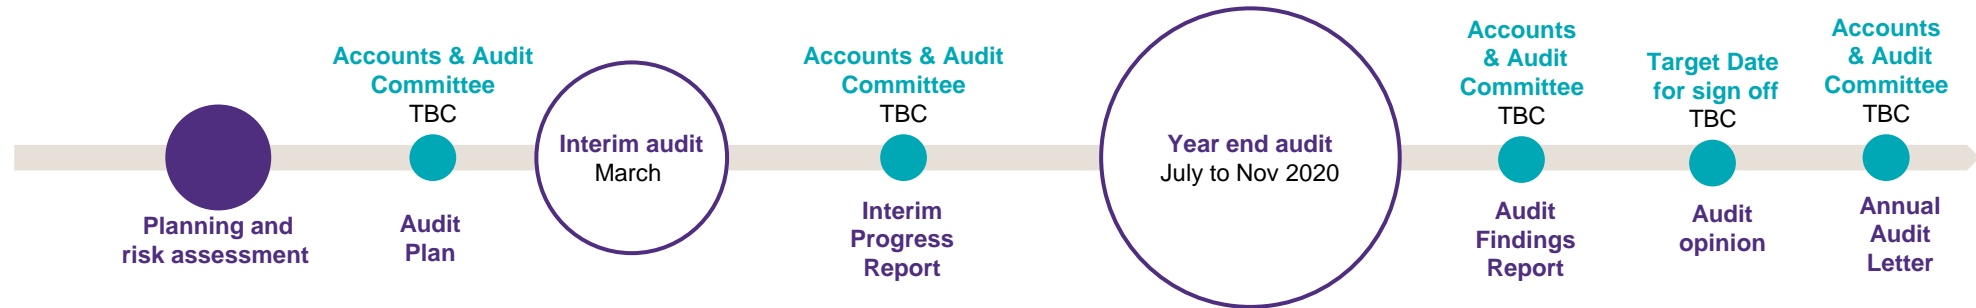 Planning and
risk assessment
Accounts & Audit
Committee
TBC
Audit
Plan
Interim audit
March
Accounts & Audit
Committee
TBC
Interim
Progress
Report
Year end audit
July to Nov 2020
Accounts
& Audit
Committee
TBC
Audit
Findings
Report
Target Date
for sign off
TBC
Audit
opinion
Accounts
& Audit
Committee
TBC
Annual
Audit
Letter